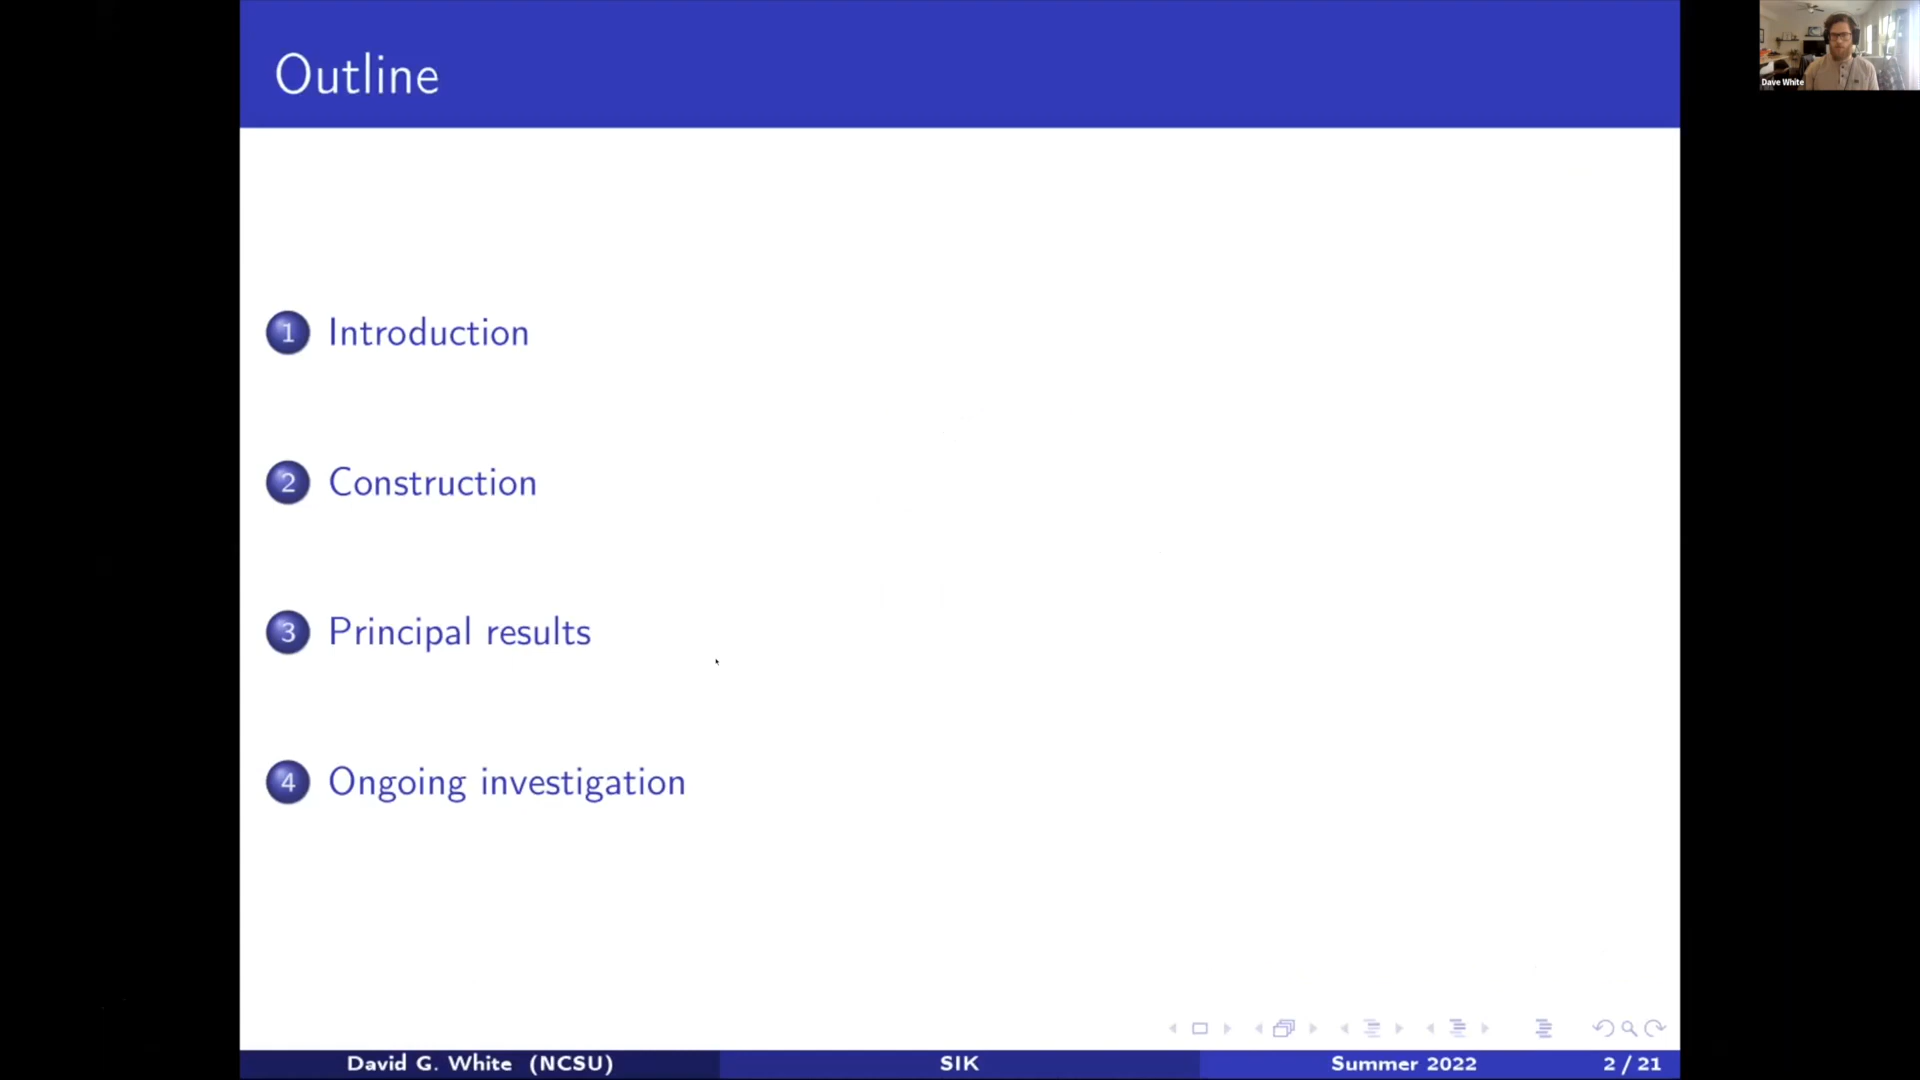 Outline
Dave White
1 Introduction
2 Construction
3 Principal results
4 Ongoing investigation
David G. White (NCSU) SIK Summer 2022 2 / 21